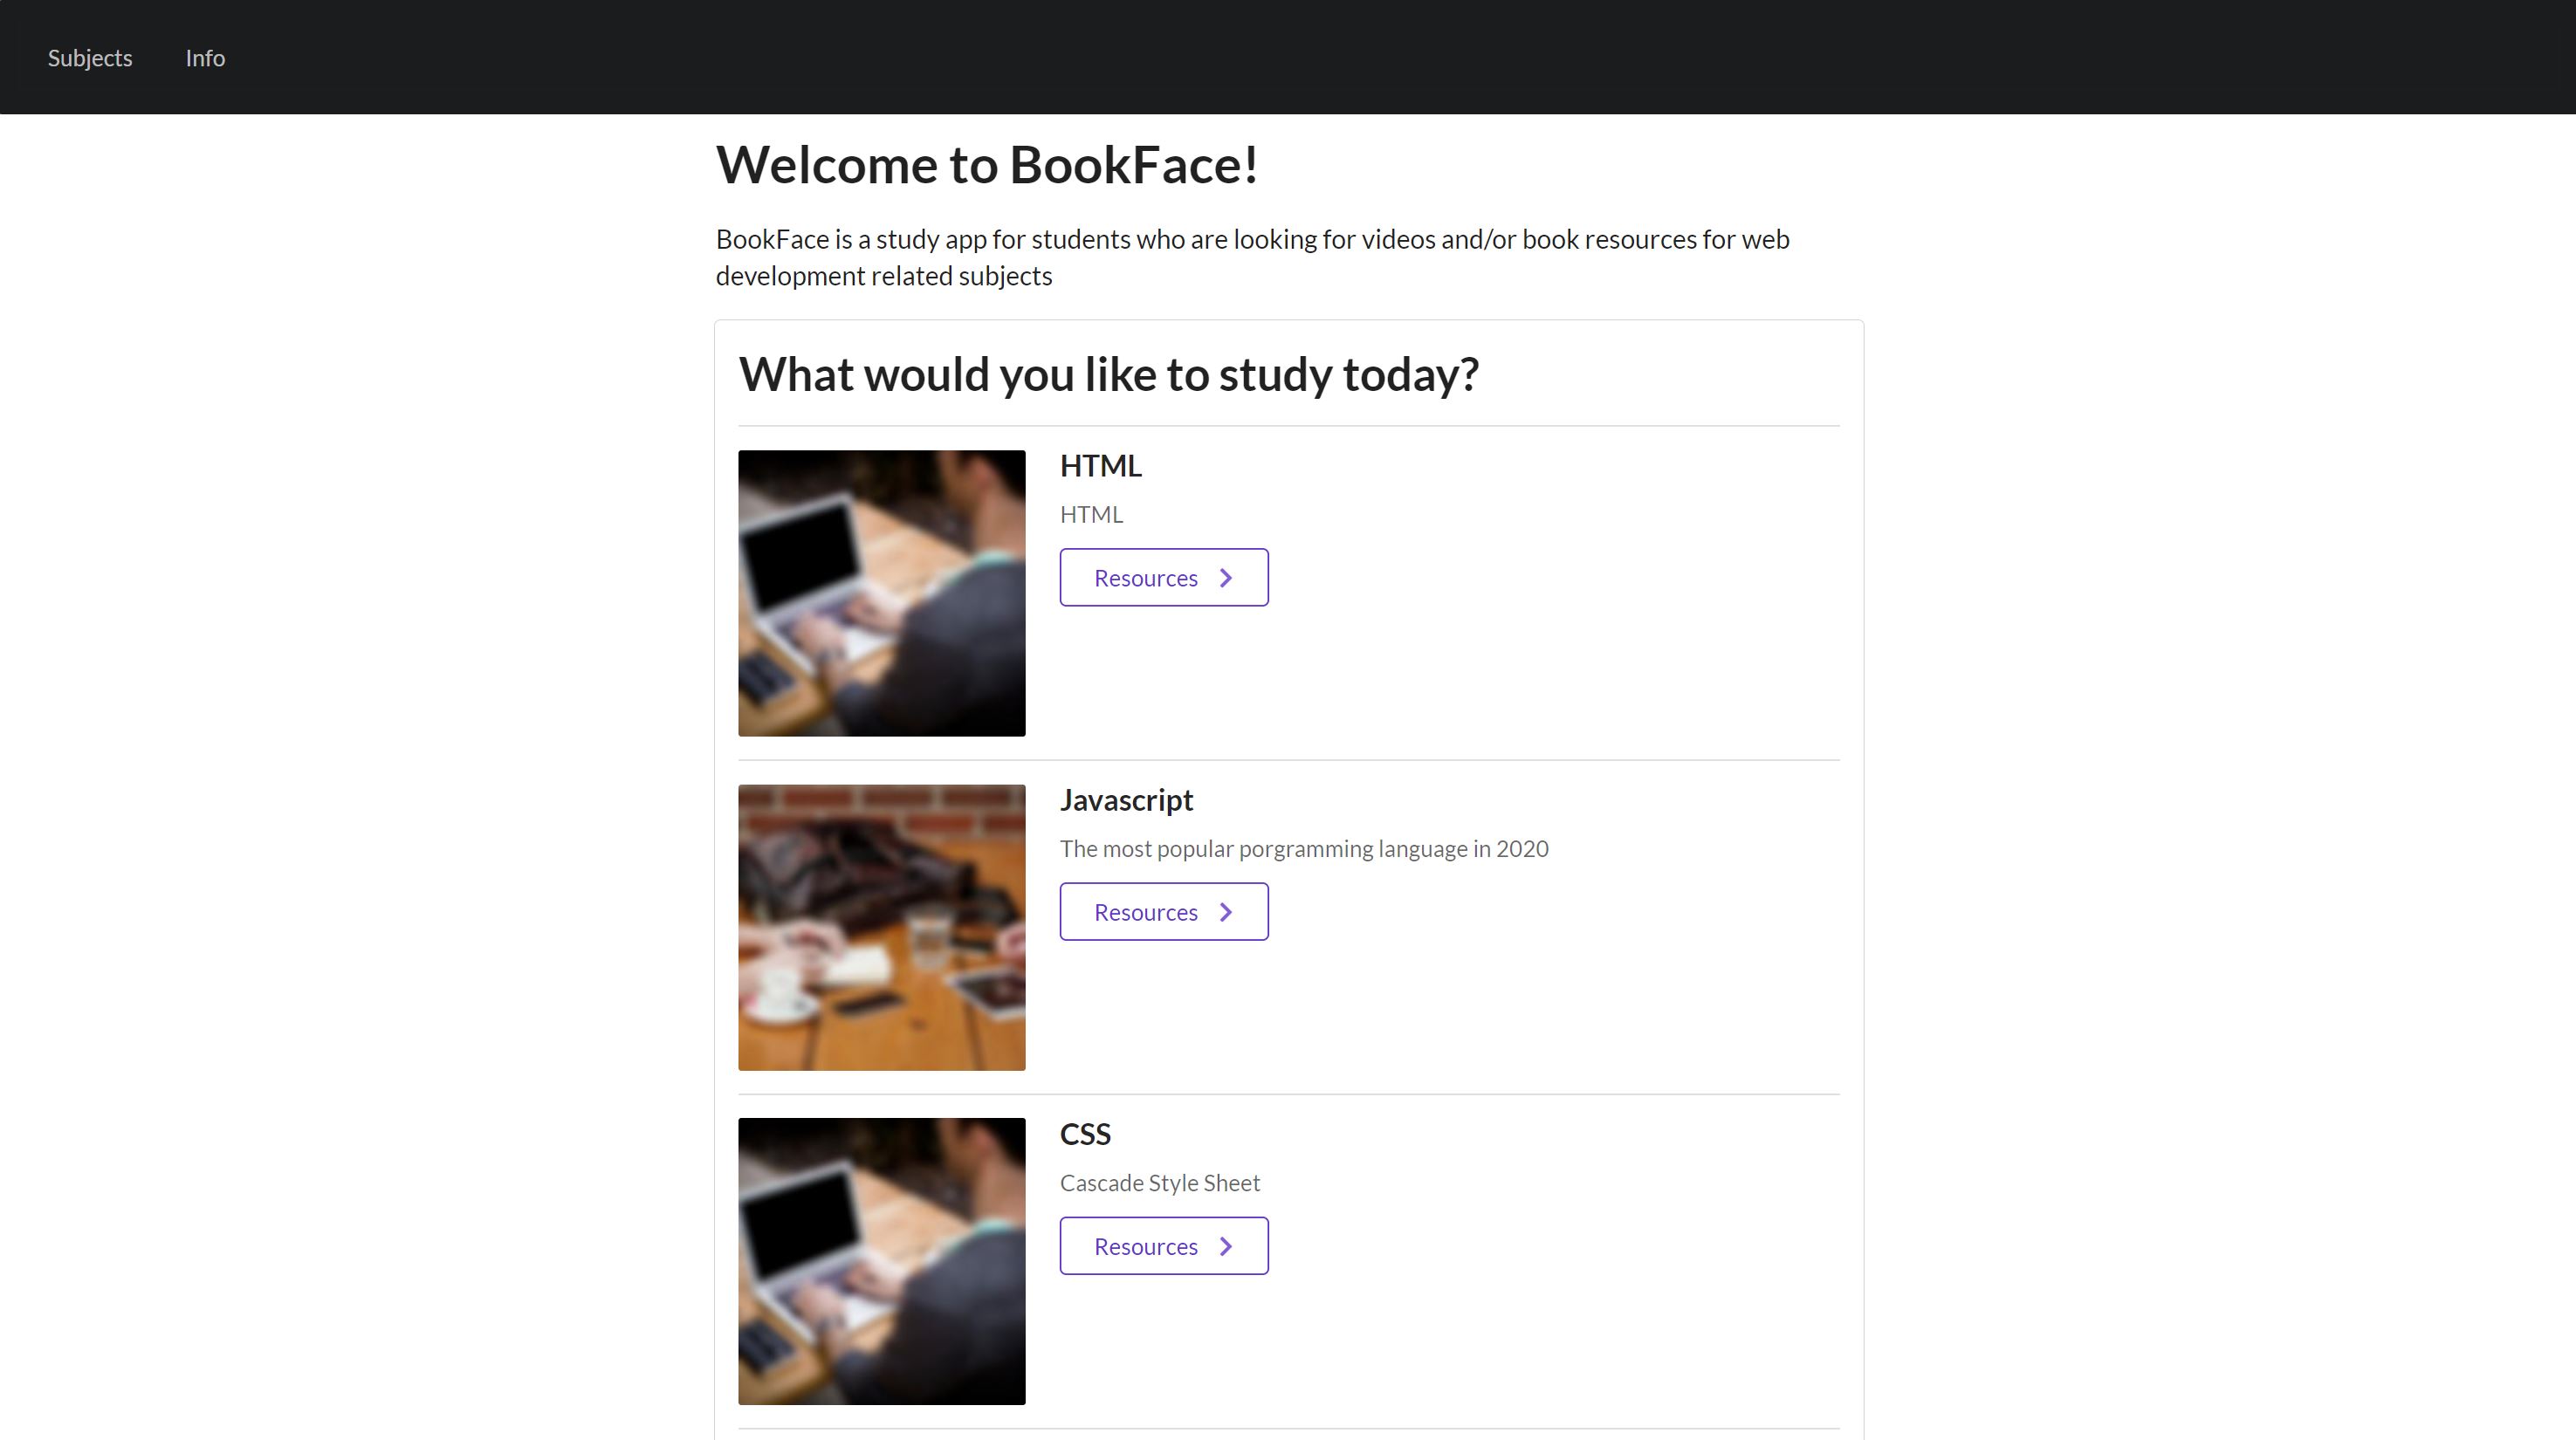 Subjects
Info
Welcome to BookFace!
BookFace is a study app for students who are looking for videos and/or book resources for web
development related subjects
What would you like to study today?
HTML
HTML
Resources
Javascript
The most popular porgramming language in 2020
Resources
CSS
Cascade Style Sheet
Resources